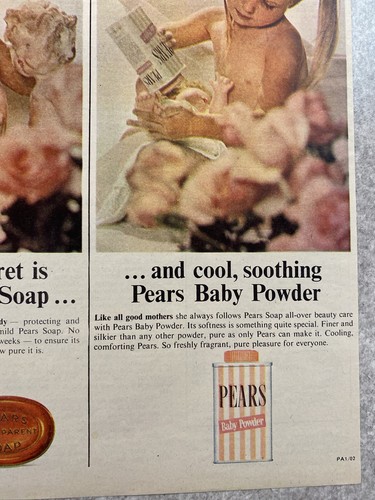 PEARS
ret is
Soap ...
dy — protecting and
mild Pears Soap. No
weeks — to ensure its
w pure it is.
PARENT
AP
... and cool, soothing
Pears Baby Powder
Like all good mothers she always follows Pears Soap all-over beauty care
with Pears Baby Powder. Its softness is something quite special. Finer and
silkier than any other powder, pure as only Pears can make it. Cooling,
comforting Pears. So freshly fragrant, pure pleasure for everyone.
PEARS
Baby Powder
PA1/02